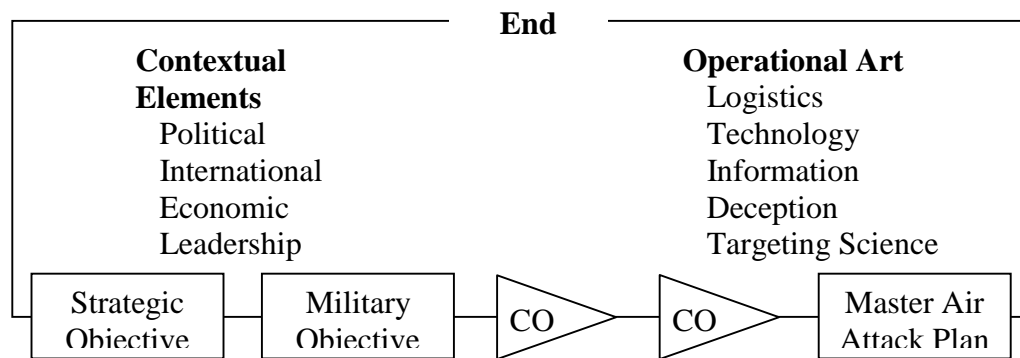 End
Contextual
Elements
Political
International
Economic
Leadership
Operational Art
Logistics
Technology
Information
Deception
Targeting Science
Strategic
Objective
Military
Objective
CO
CO
Master Air
Attack Plan